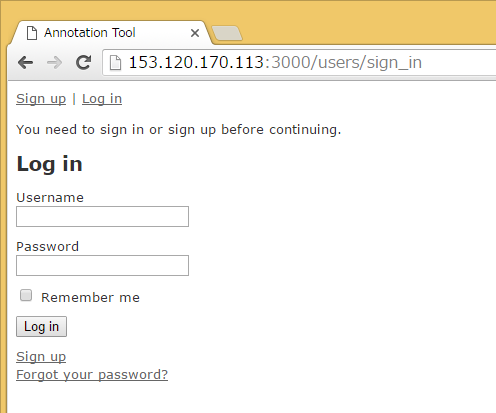 Annotation Tool
153.120.170.113:3000/users/sign_in
Sign up | Log in
You need to sign in or sign up before continuing.
Log in
Username
Password
Remember me
Log in
Sign up
Forgot your password?